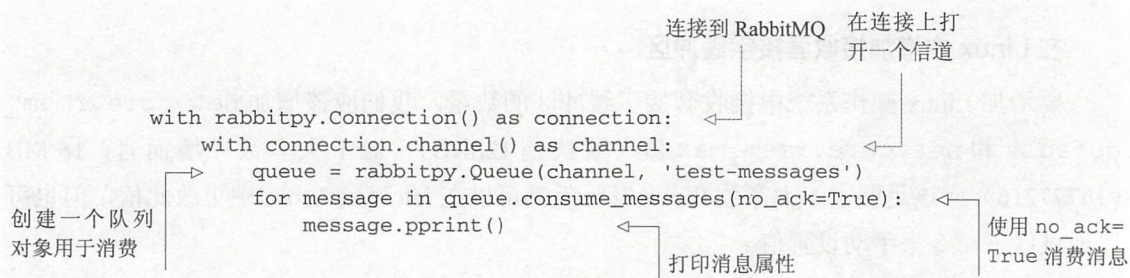 连接到 RabbitMQ
在连接上打
开一个信道
with rabbitpy.Connection() as connection:
with connection.channel() as channel:
queue = rabbitpy.Queue(channel, 'test-messages')
for message in queue.consume_messages(no_ack=True)
message.pprint()
创建一个队列
对象用于消费
打印消息属性
使用 no_ack=
True 消费消息